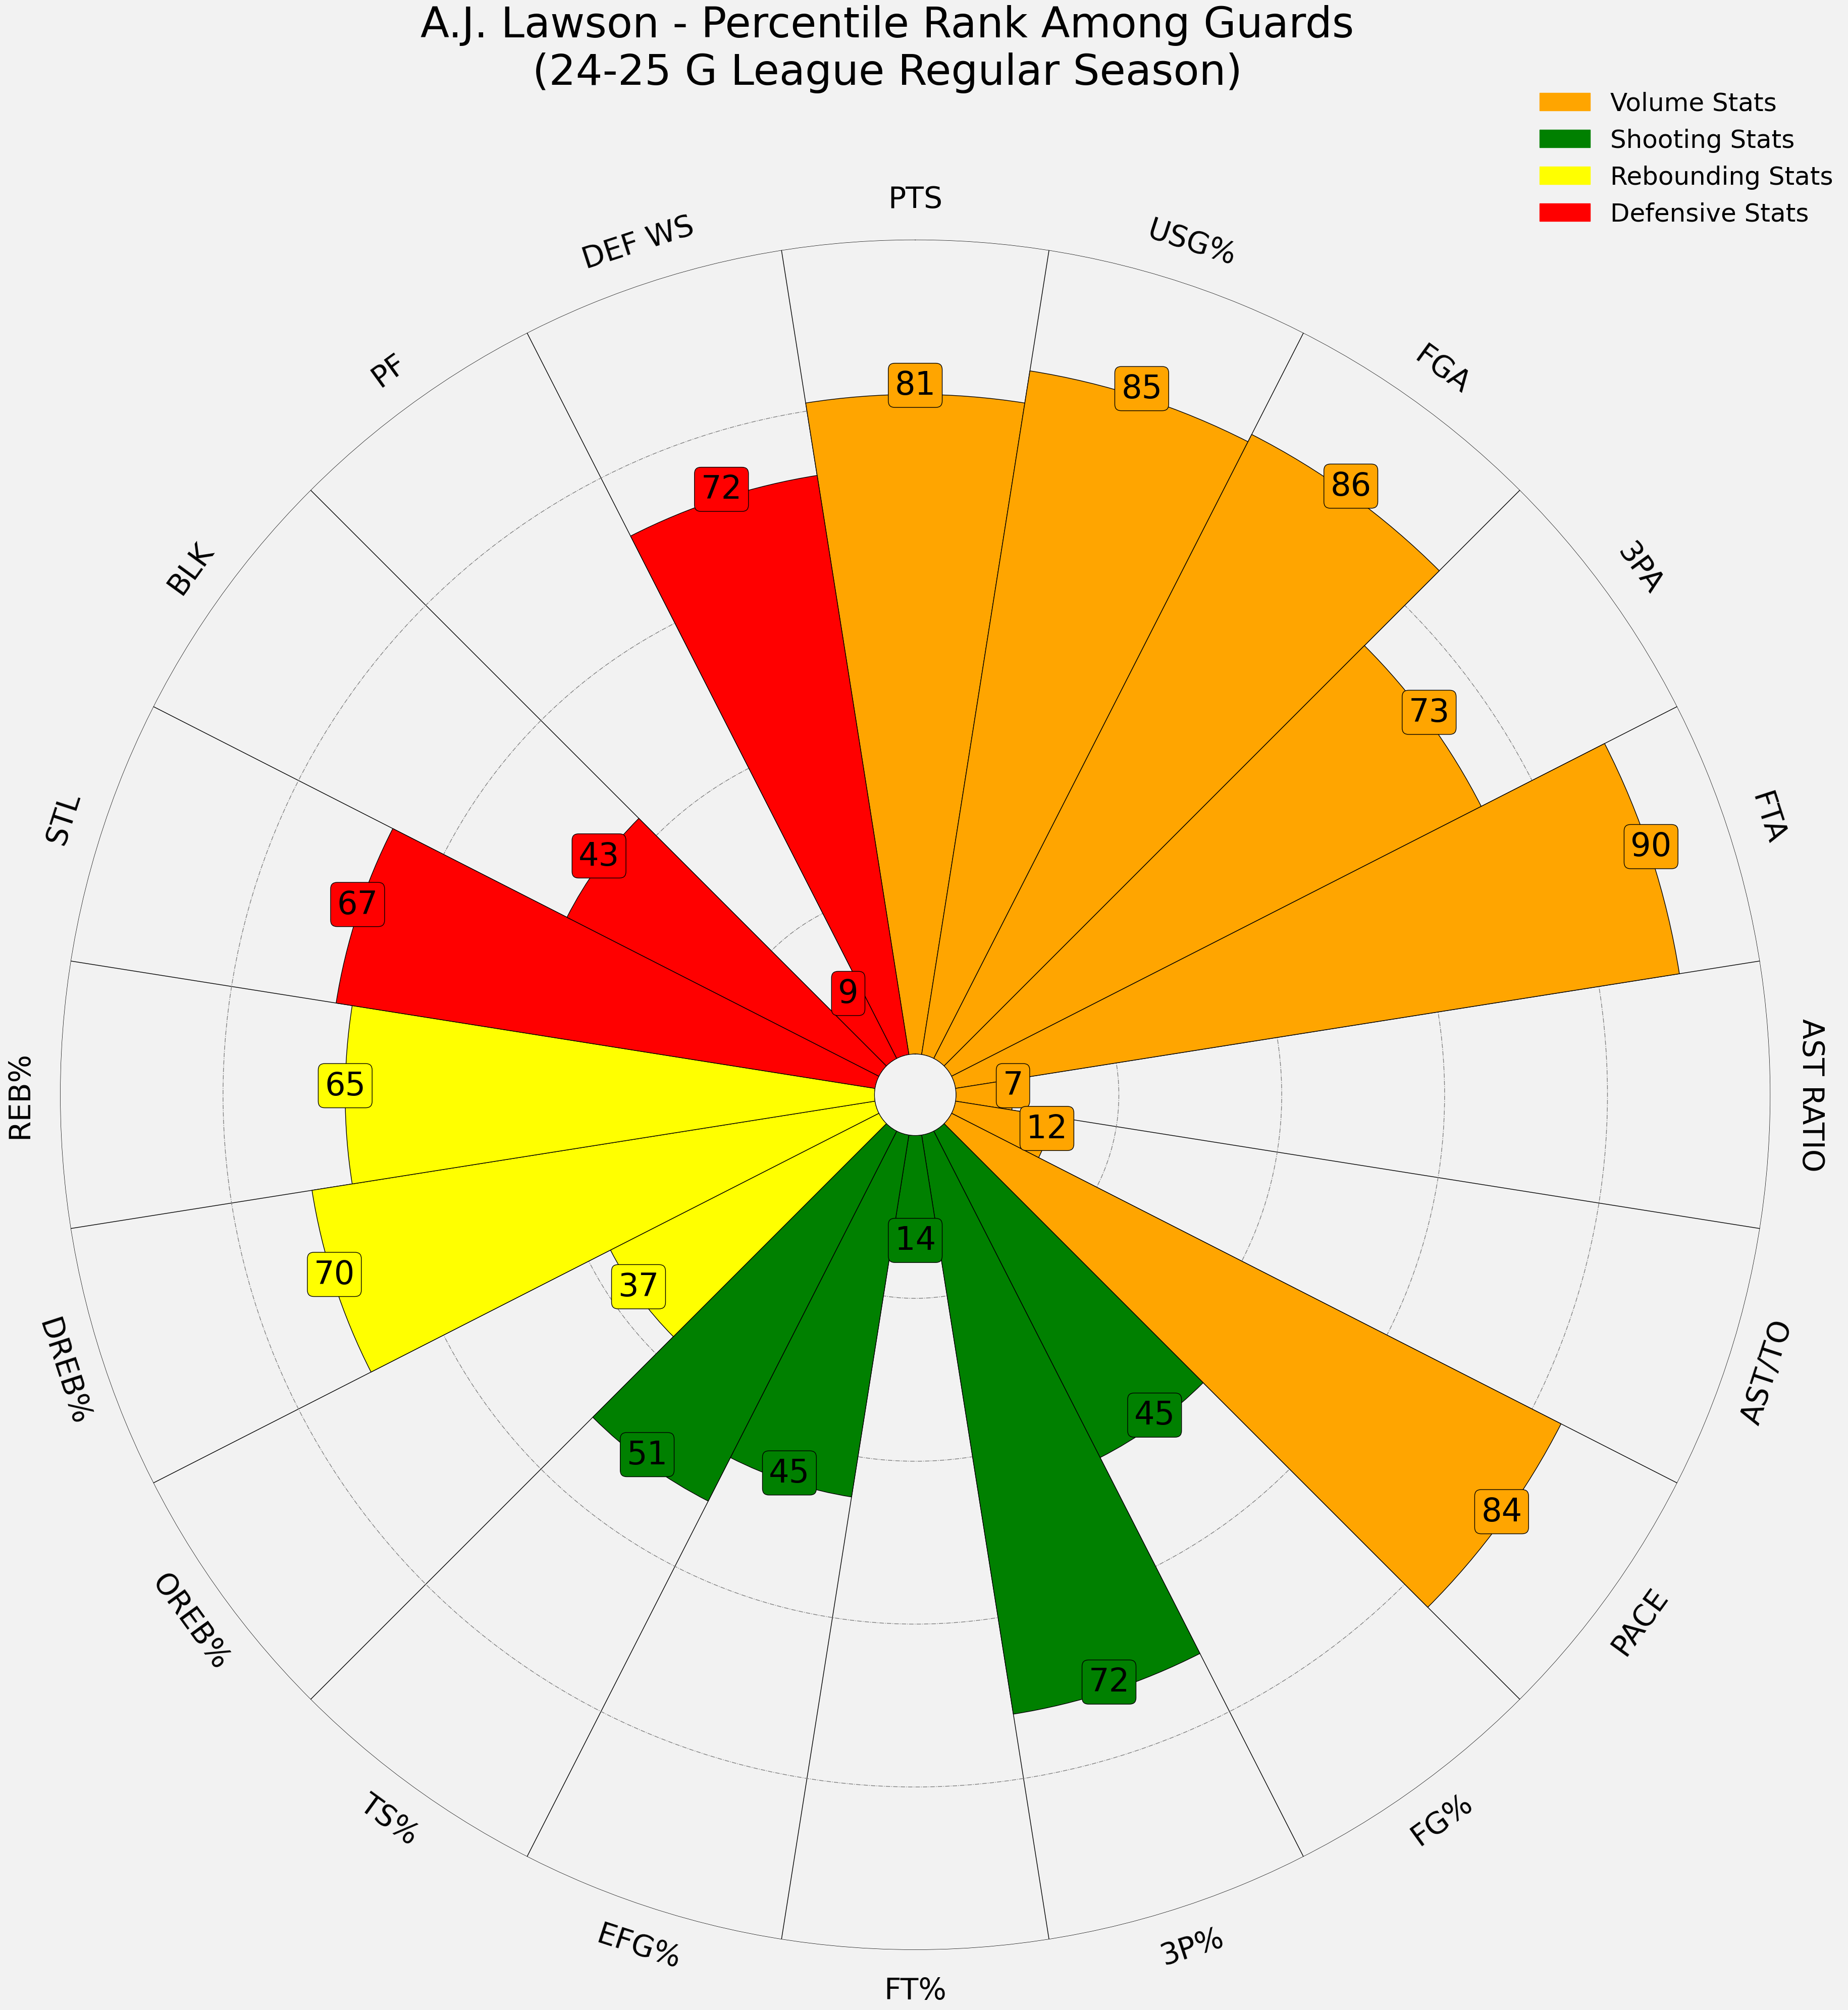 A.J. Lawson - Percentile Rank Among Guards
(24-25 G League Regular Season)
Volume Stats
Shooting Stats
Rebounding Stats
Defensive Stats
PTS
USG%
FGA
3PA
FTA
AST RATIO
AST/TO
PACE
FG%
3P%
FT%
EFG%
TS%
OREB%
DREB%
REB%
STL
BLK
PF
DEF WS
81
85
86
73
90
7
12
84
45
72
14
45
51
37
70
65
67
43
9
72